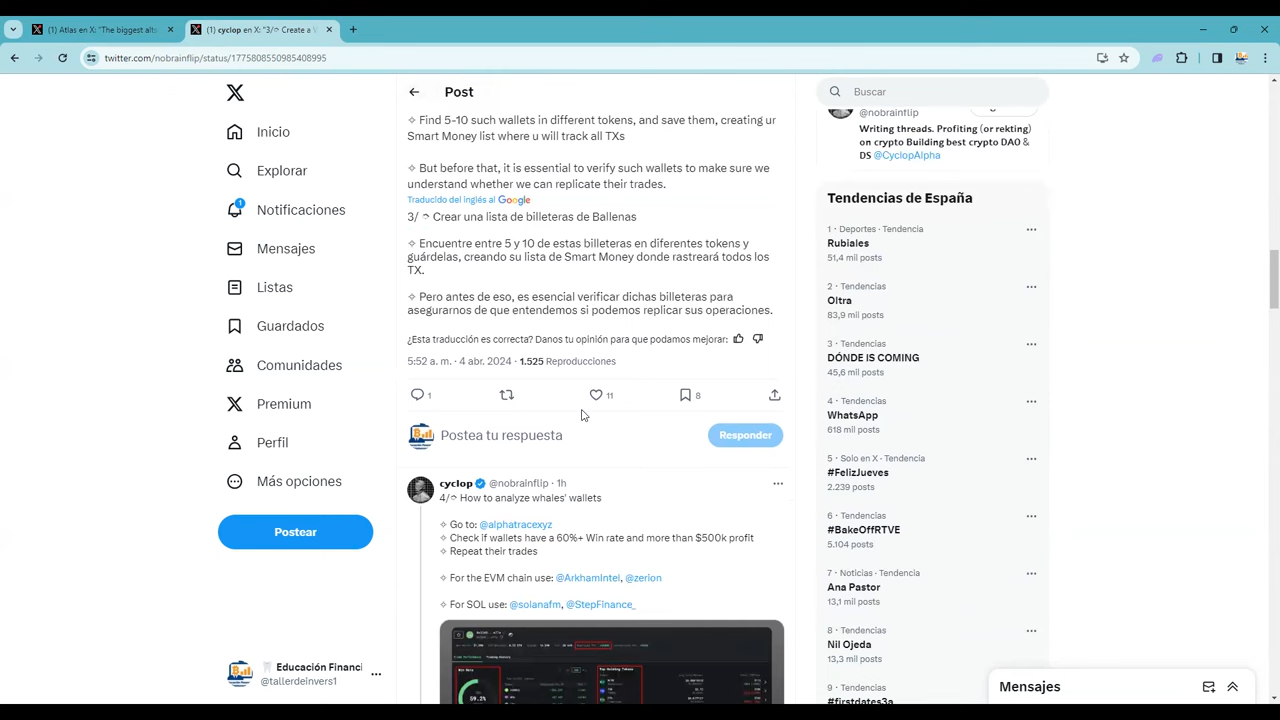 (1) Atlas en X: "The biggest alts
(1) cyclop en X: "3/ Create a V
twitter.com/nobrainflip/status/1775808550985408995
Inicio
Explorar
1
Notificaciones
Mensajes
Listas
Guardados
Comunidades
Premium
Perfil
Más opciones
Postear
Educación Financi
@tallerdeinvers1
Post
✧ Find 5-10 such wallets in different tokens, and save them, creating ur
Smart Money list where u will track all TXs
✧ But before that, it is essential to verify such wallets to make sure we
understand whether we can replicate their trades.
Traducido del inglés al Google
3/ Crear una lista de billeteras de Ballenas
✧ Encuentre entre 5 y 10 de estas billeteras en diferentes tokens y
guárdelas, creando su lista de Smart Money donde rastreará todos los
TX.
✧ Pero antes de eso, es esencial verificar dichas billeteras para
asegurarnos de que entendemos si podemos replicar sus operaciones.
¿Esta traducción es correcta? Danos tu opinión para que podamos mejorar:
5:52 a. m. · 4 abr. 2024 · 1.525 Reproducciones
1 11 8
Postea tu respuesta
Responder
cyclop @nobrainflip · 1h
4/ How to analyze whales' wallets
✧ Go to: @alphatracexyz
✧ Check if wallets have a 60%+ Win rate and more than $500k profit
✧ Repeat their trades
✧ For the EVM chain use: @ArkhamIntel, @zerion
✧ For SOL use: @solanafm, @StepFinance_
59.2%
Buscar
@nobrainflip
Writing threads. Profiting (or rekting)
on crypto Building best crypto DAO &
DS @CyclopAlpha
Tendencias de España
1 · Deportes · Tendencia
Rubiales
51,4 mil posts
2 · Tendencias
Oltra
83,9 mil posts
3 · Tendencias
DÓNDE IS COMING
45,6 mil posts
4 · Tendencias
WhatsApp
618 mil posts
5 · Solo en X · Tendencia
#FelizJueves
2.239 posts
6 · Tendencias
#BakeOffRTVE
5.104 posts
7 · Noticias · Tendencia
Ana Pastor
13,1 mil posts
8 · Tendencias
Nil Ojeda
13,3 mil posts
9 · Tendencias
#firstdates3a
Mensajes